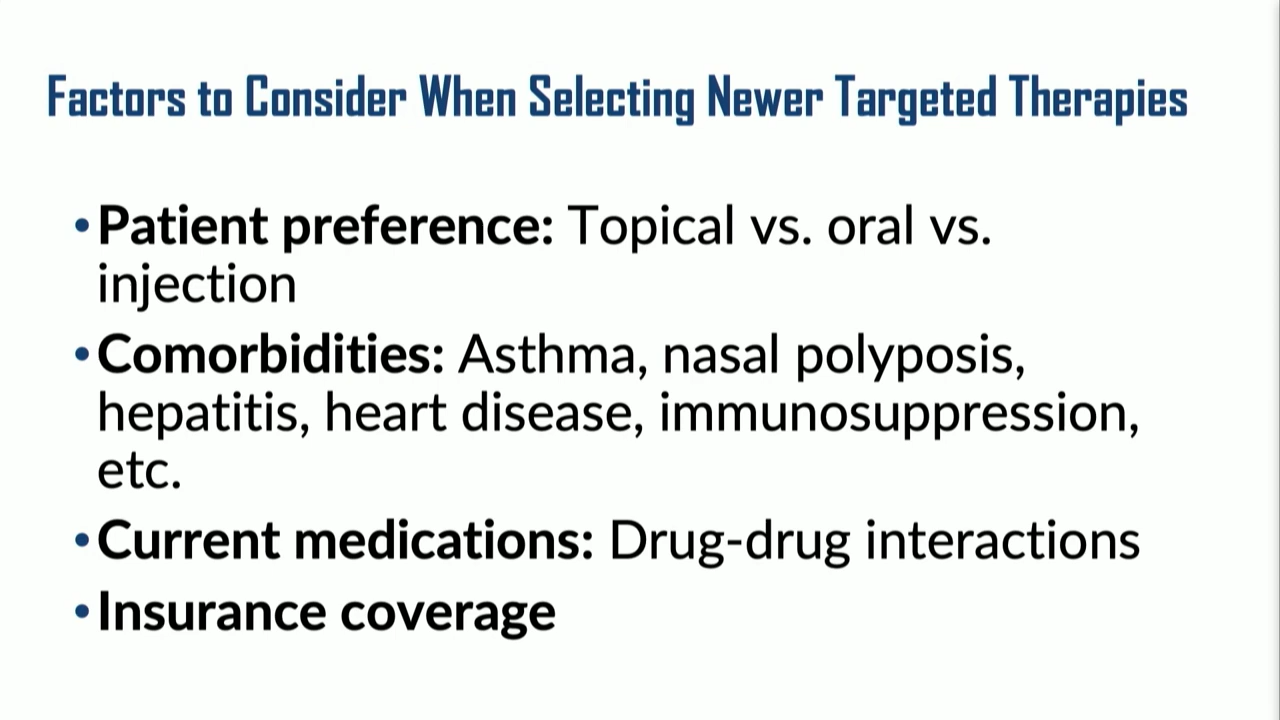 Factors to Consider When Selecting Newer Targeted Therapies
•Patient preference: Topical vs. oral vs.
injection
•Comorbidities: Asthma, nasal polyposis,
hepatitis, heart disease, immunosuppression,
etc.
•Current medications: Drug-drug interactions
•Insurance coverage